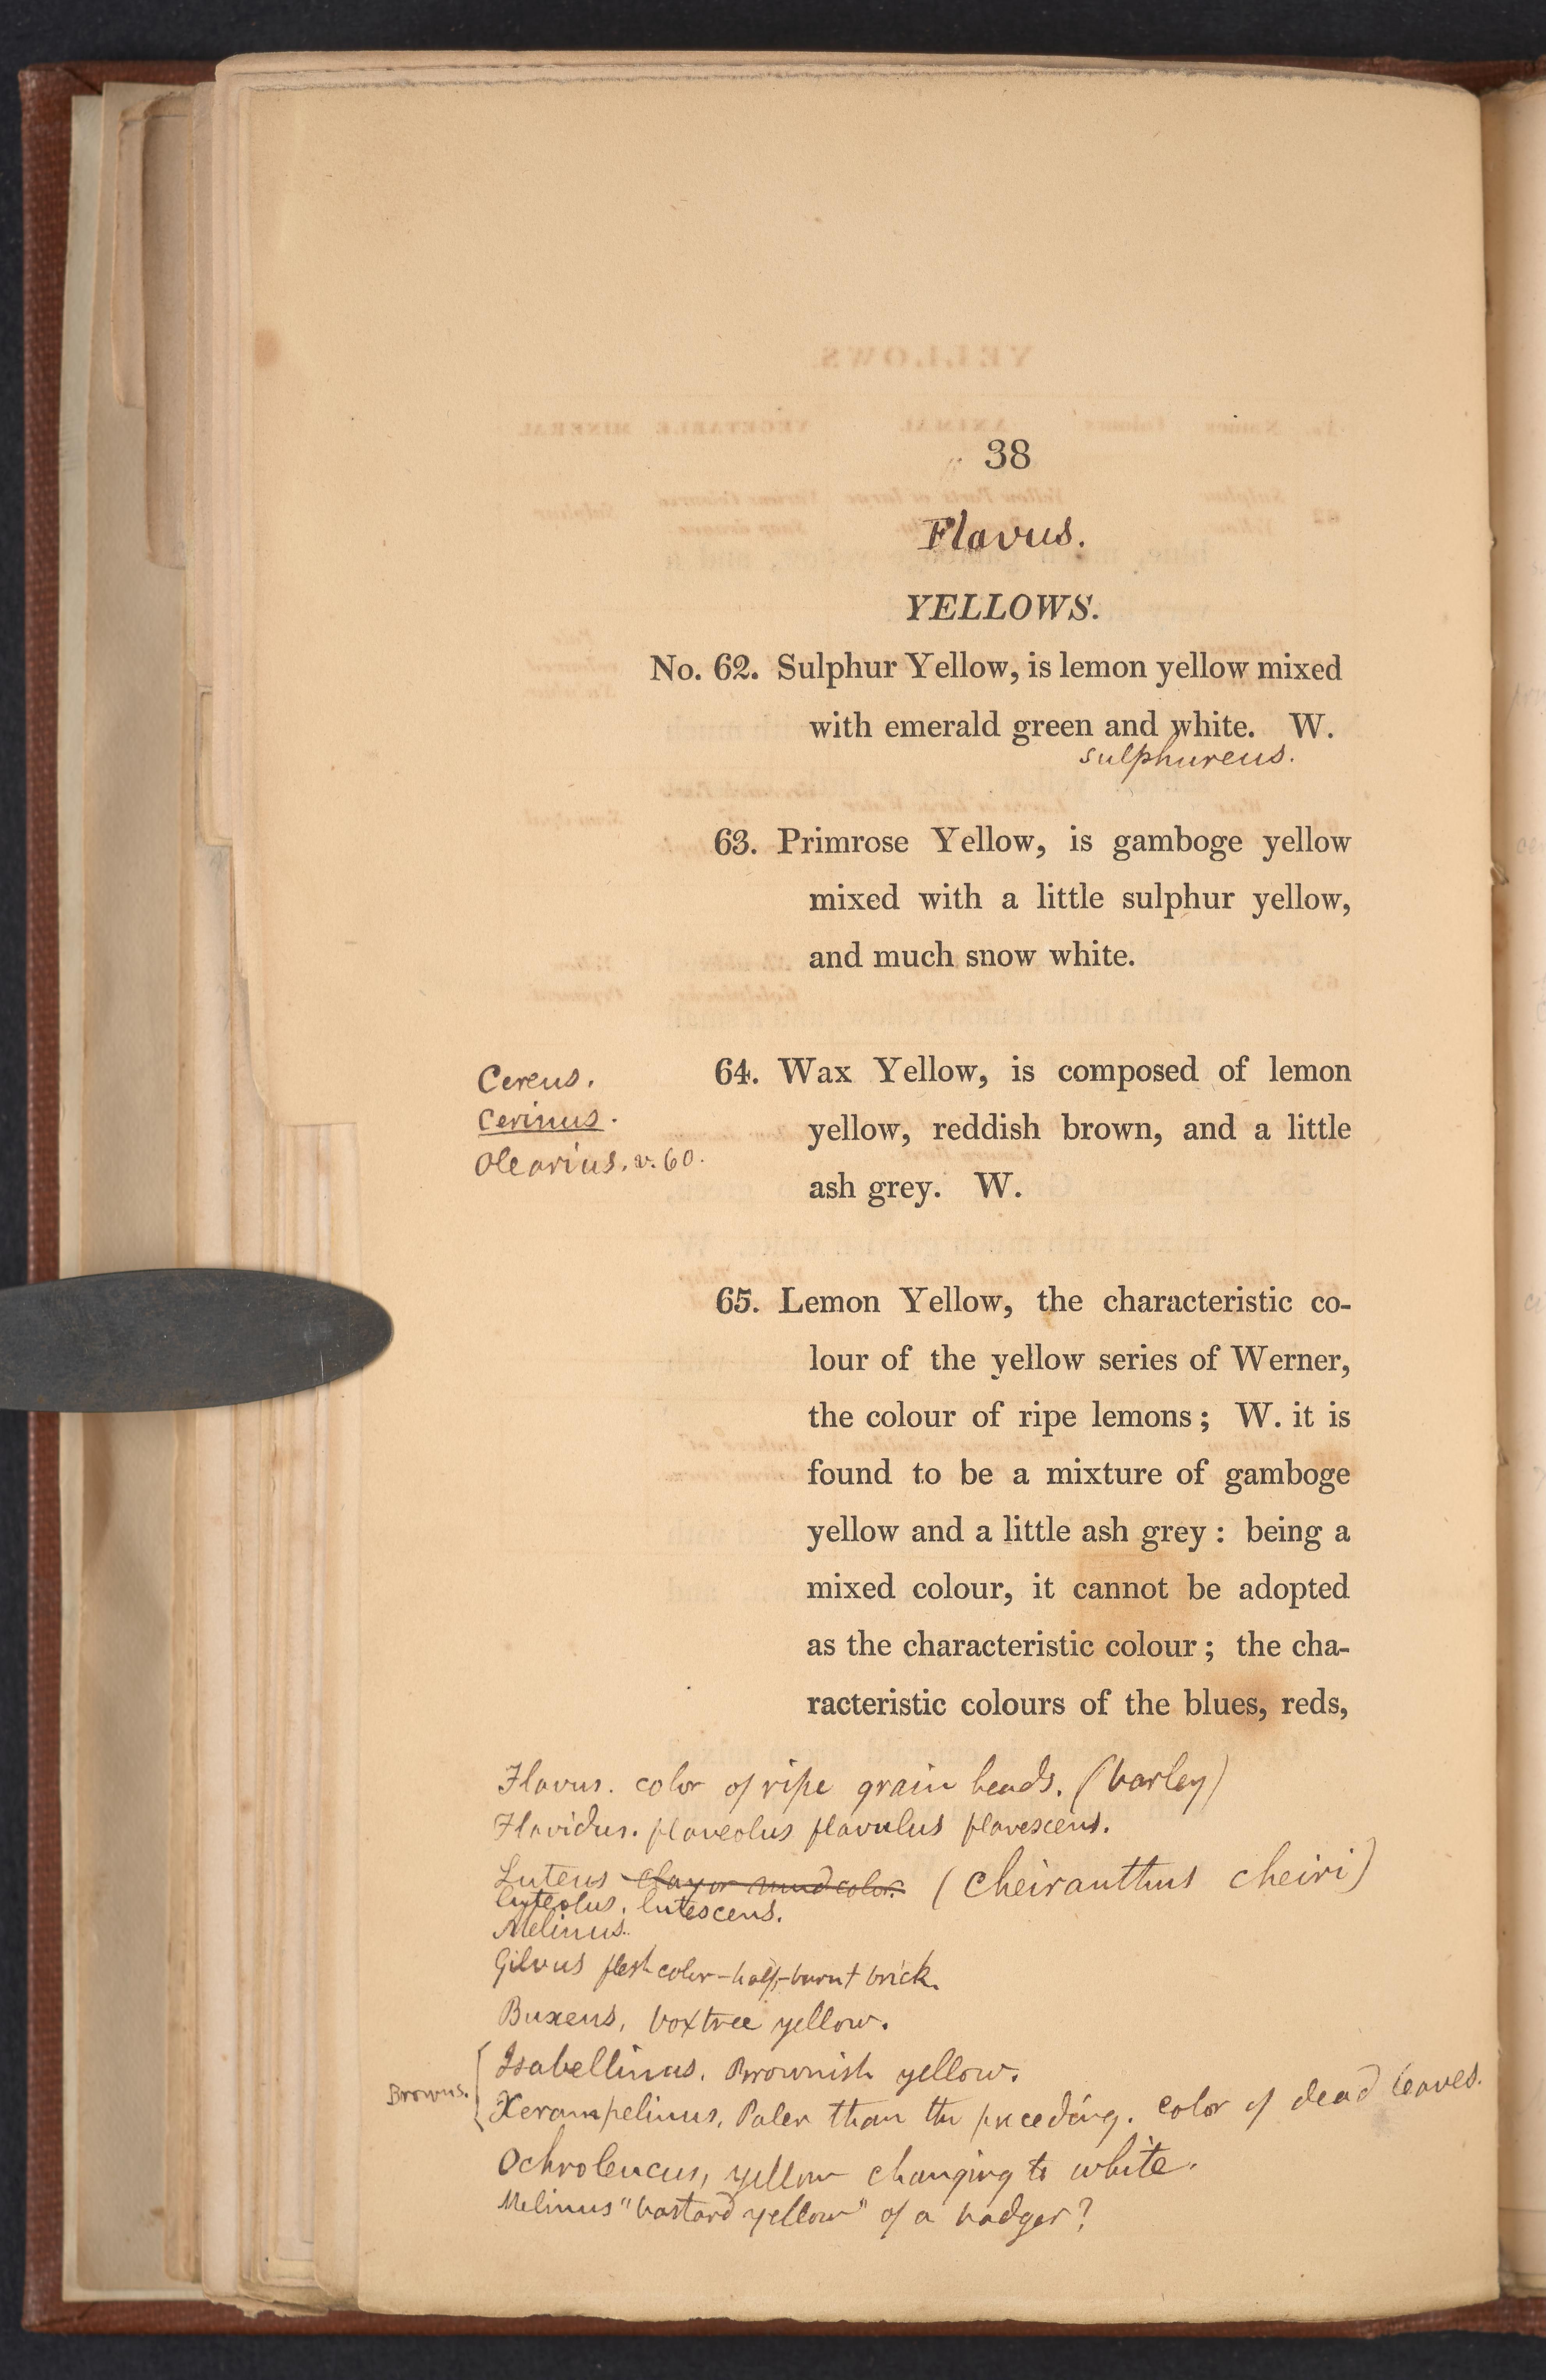 38
Flavus.
YELLOWS.
No. 62. Sulphur Yellow, is lemon yellow mixed
with emerald green and white. W.
sulphureus.
63. Primrose Yellow, is gamboge yellow
mixed with a little sulphur yellow,
and much snow white.
Cereus.
Cerinus.
Olearius. v. 60.
64. Wax Yellow, is composed of lemon
yellow, reddish brown, and a little
ash grey. W.
65. Lemon Yellow, the characteristic co-
lour of the yellow series of Werner,
the colour of ripe lemons; W. it is
found to be a mixture of gamboge
yellow and a little ash grey: being a
mixed colour, it cannot be adopted
as the characteristic colour; the cha-
racteristic colours of the blues, reds,
Flavus. color of ripe grain heads. (barley)
Flavidus. flaveolus flavulus flavescens.
Luteus clay or mud color. (Cheiranthus cheiri)
luteolus. lutescens.
Melinus.
Gilvus flesh color-half-burnt brick.
Buxeus, boxtree yellow.
Isabellinus. Brownish yellow.
Browns.
Xerampelinus. Paler than the preceding. color of dead leaves.
Ochroleucus, yellow changing to white.
Melinus "bastard yellow" of a badger?